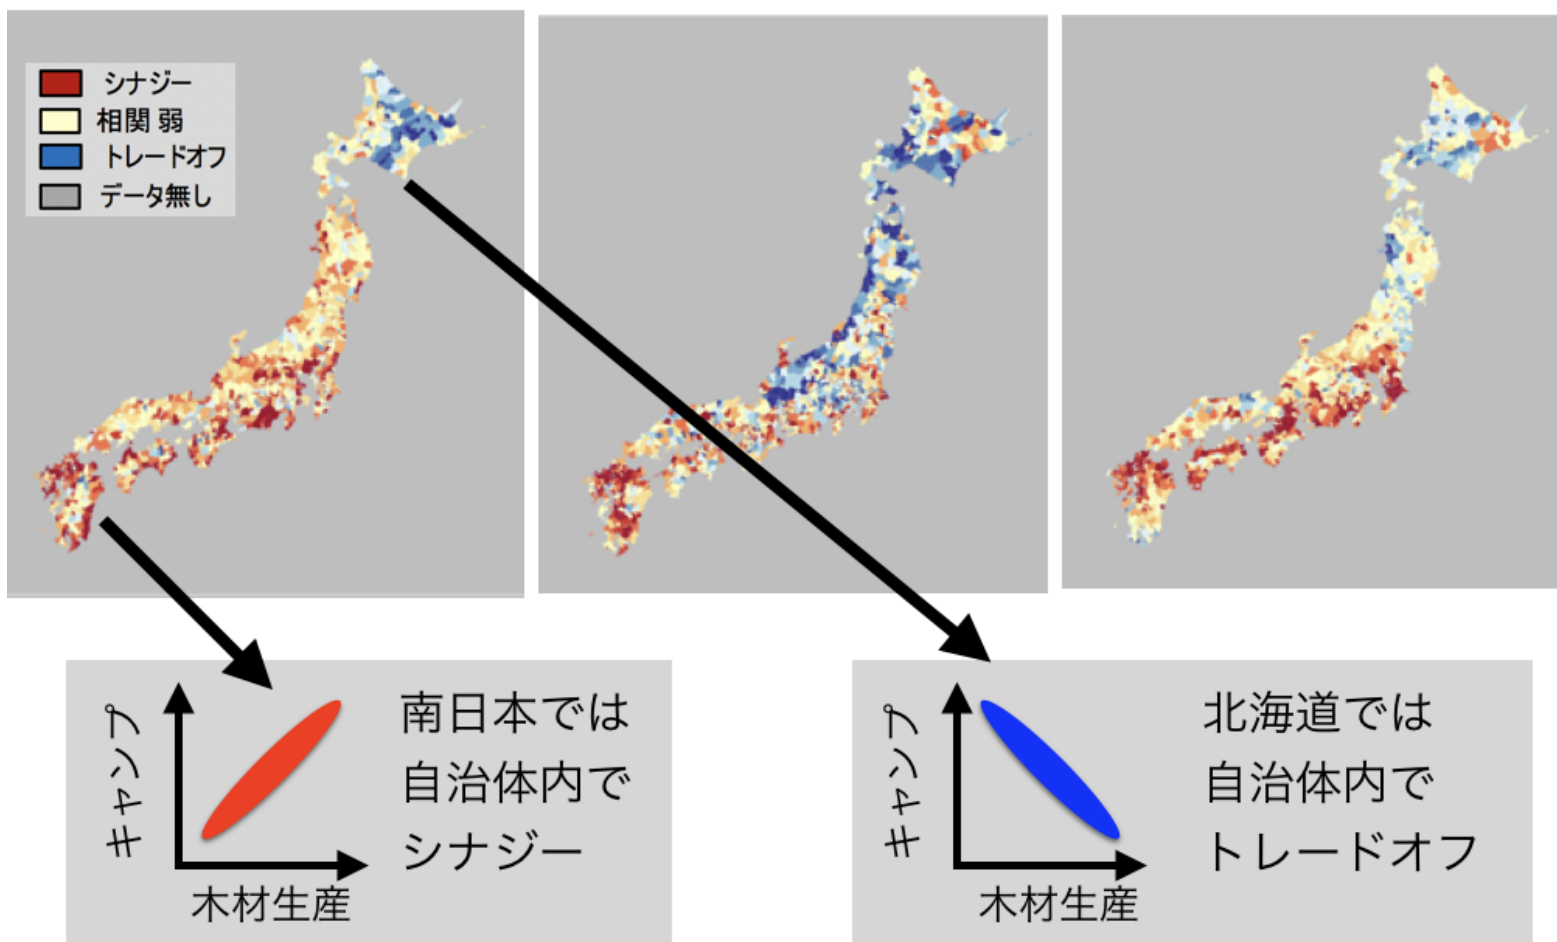 シナジー
相関 弱
トレードオフ
データ無し
キャンプ
木材生産
南日本では
自治体内で
シナジー
キャンプ
木材生産
北海道では
自治体内で
トレードオフ